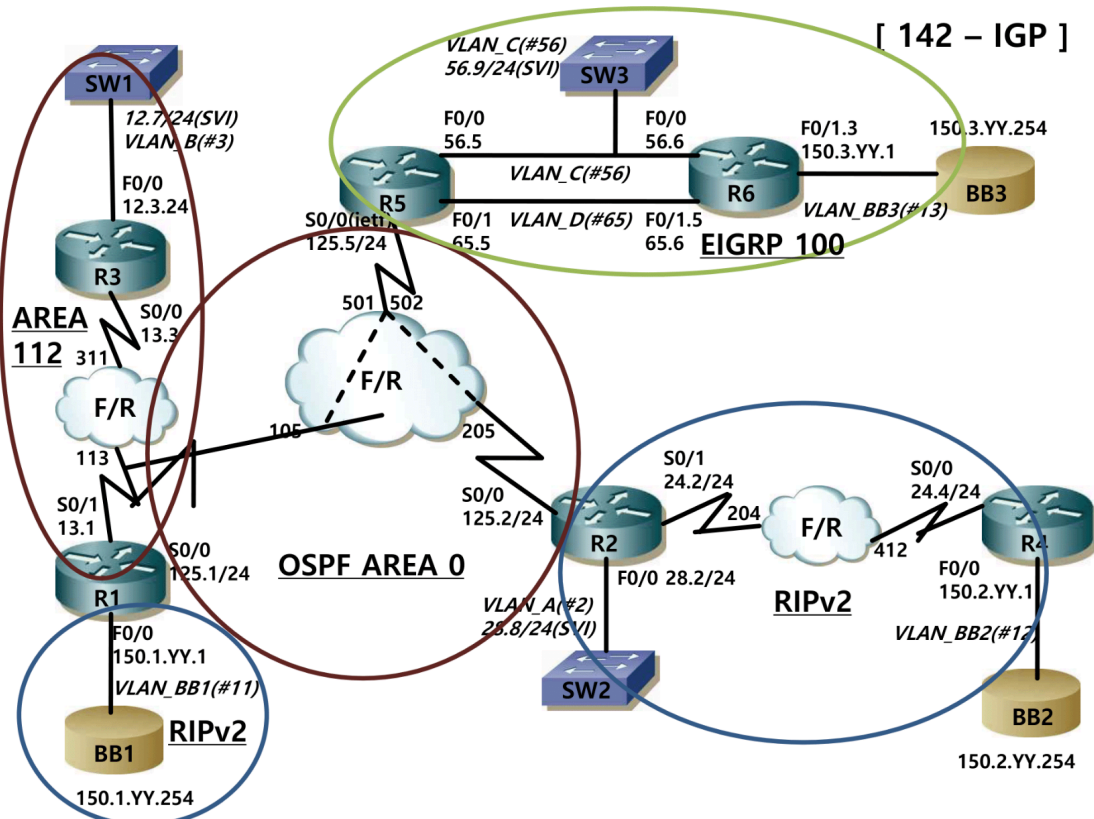 [ 142 – IGP ]
SW1
12.7/24(SVI)
VLAN_B(#3)
F0/0
12.3.24
R3
S0/0
13.3
AREA
112
311
F/R
113
S0/1
13.1
R1
S0/0
125.1/24
F0/0
150.1.YY.1
VLAN_BB1(#11)
RIPv2
BB1
150.1.YY.254
VLAN_C(#56)
56.9/24(SVI)
SW3
F0/0
56.5
F0/0
56.6
VLAN_C(#56)
R5
R6
F0/1.3
150.3.YY.1
150.3.YY.254
BB3
VLAN_BB3(#13)
S0/0(ietf)
125.5/24
F0/1
65.5
VLAN_D(#65)
F0/1.5
65.6
EIGRP 100
501
502
F/R
105
205
S0/0
125.2/24
OSPF AREA 0
R2
S0/1
24.2/24
204
F/R
412
S0/0
24.4/24
R4
F0/0 28.2/24
VLAN_A(#2)
28.8/24(SVI)
SW2
RIPv2
F0/0
150.2.YY.1
VLAN_BB2(#12)
BB2
150.2.YY.254